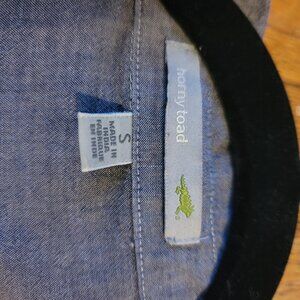 horny toad
S
MADE IN
INDIA
FABRIQUE
EN INDE